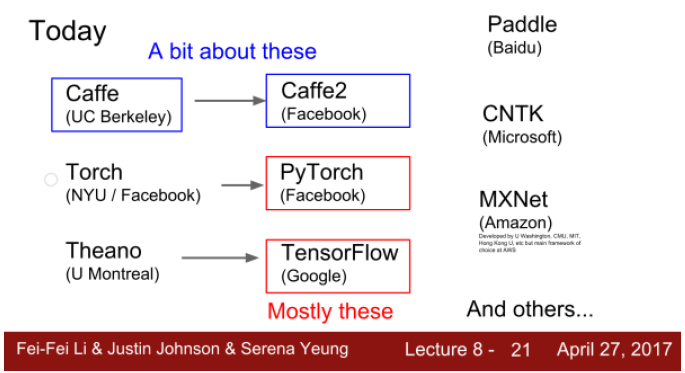 Today
A bit about these
Caffe
(UC Berkeley)
Caffe2
(Facebook)
Torch
(NYU / Facebook)
PyTorch
(Facebook)
Theano
(U Montreal)
TensorFlow
(Google)
Mostly these
Paddle
(Baidu)
CNTK
(Microsoft)
MXNet
(Amazon)
Developed by U Washington, CMU, MIT,
Hong Kong U, etc but main framework of
choice at AWS
And others...
Fei-Fei Li & Justin Johnson & Serena Yeung Lecture 8 - 21 April 27, 2017